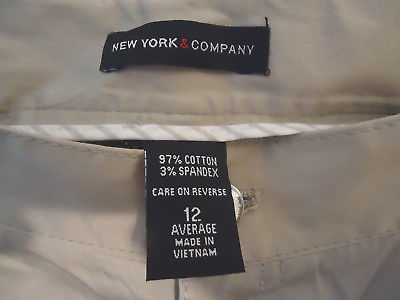 NEW YORK & COMPANY
97% COTTON
3% SPANDEX
CARE ON REVERSE
12
AVERAGE
MADE IN
VIETNAM